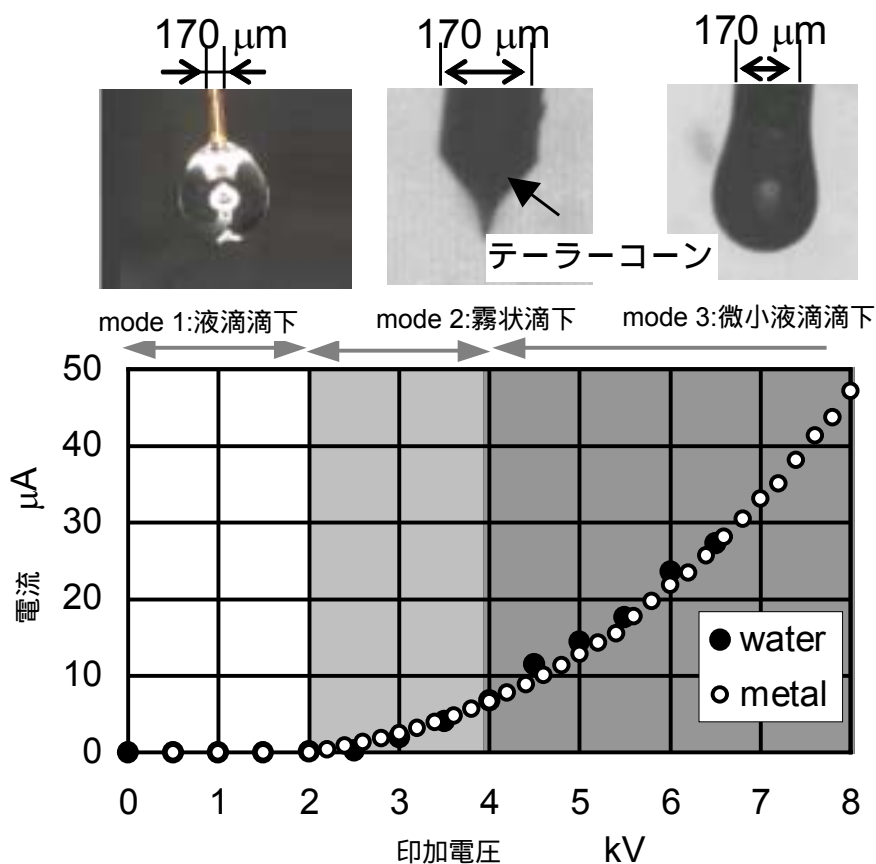 170 μm 170 μm 170 μm
テーラーコーン
mode 1:液滴滴下 mode 2:霧状滴下 mode 3:微小液滴滴下
50
40
30
20
10
0
電流 μA
water
metal
0 1 2 3 4 5 6 7 8
印加電圧 kV